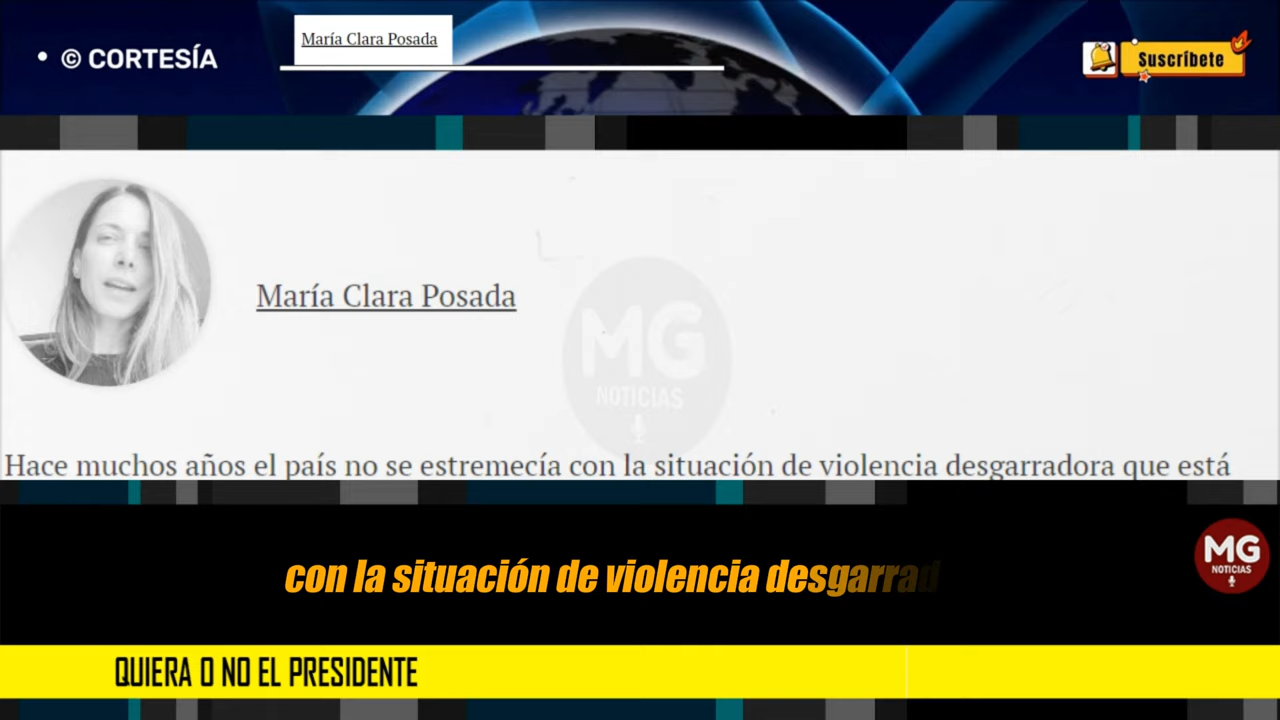 • © CORTESÍA
María Clara Posada
Suscríbete
María Clara Posada
MG
NOTICIAS
Hace muchos años el país no se estremecía con la situación de violencia desgarradora que está
con la situación de violencia desgarrad
MG
NOTICIAS
QUIERA O NO EL PRESIDENTE